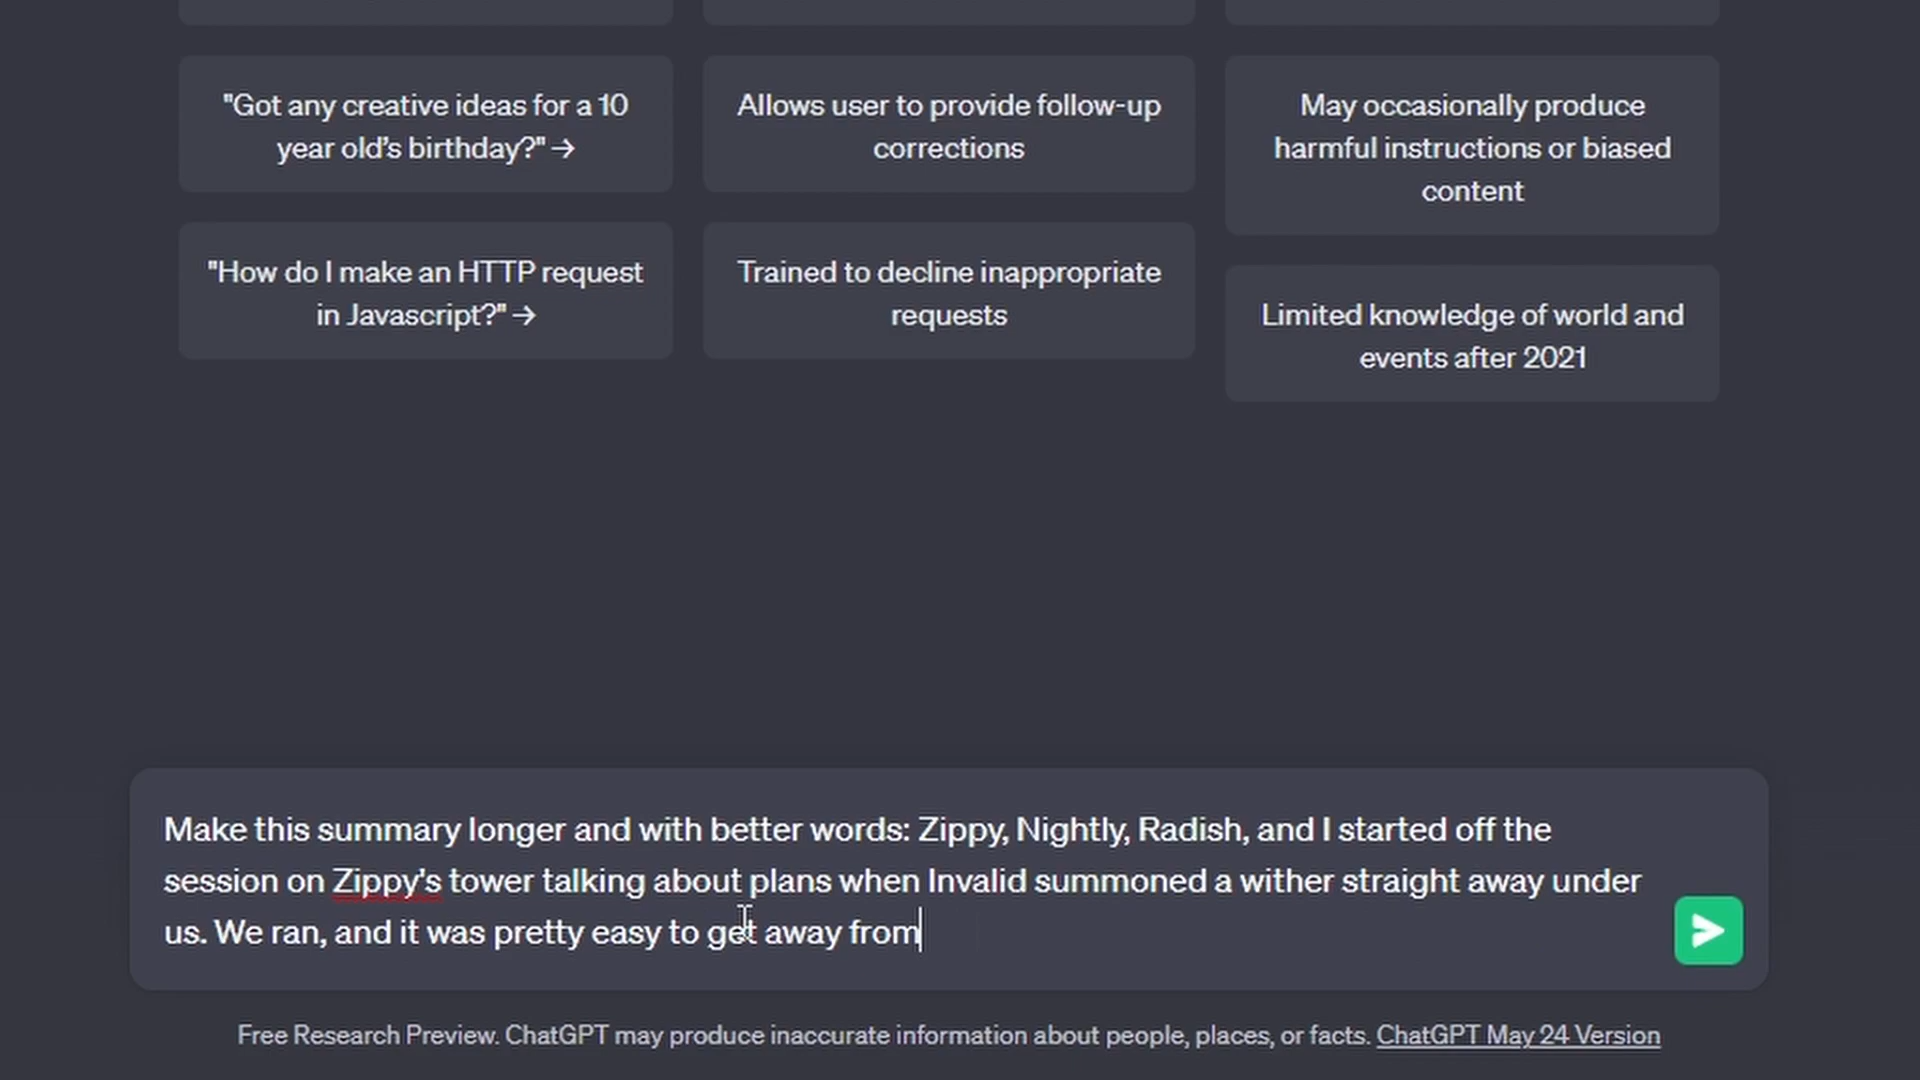 "Got any creative ideas for a 10
year old's birthday?" →
Allows user to provide follow-up
corrections
May occasionally produce
harmful instructions or biased
content
"How do I make an HTTP request
in Javascript?" →
Trained to decline inappropriate
requests
Limited knowledge of world and
events after 2021
Make this summary longer and with better words: Zippy, Nightly, Radish, and I started off the
session on Zippy's tower talking about plans when Invalid summoned a wither straight away under
us. We ran, and it was pretty easy to get away from
Free Research Preview. ChatGPT may produce inaccurate information about people, places, or facts. ChatGPT May 24 Version